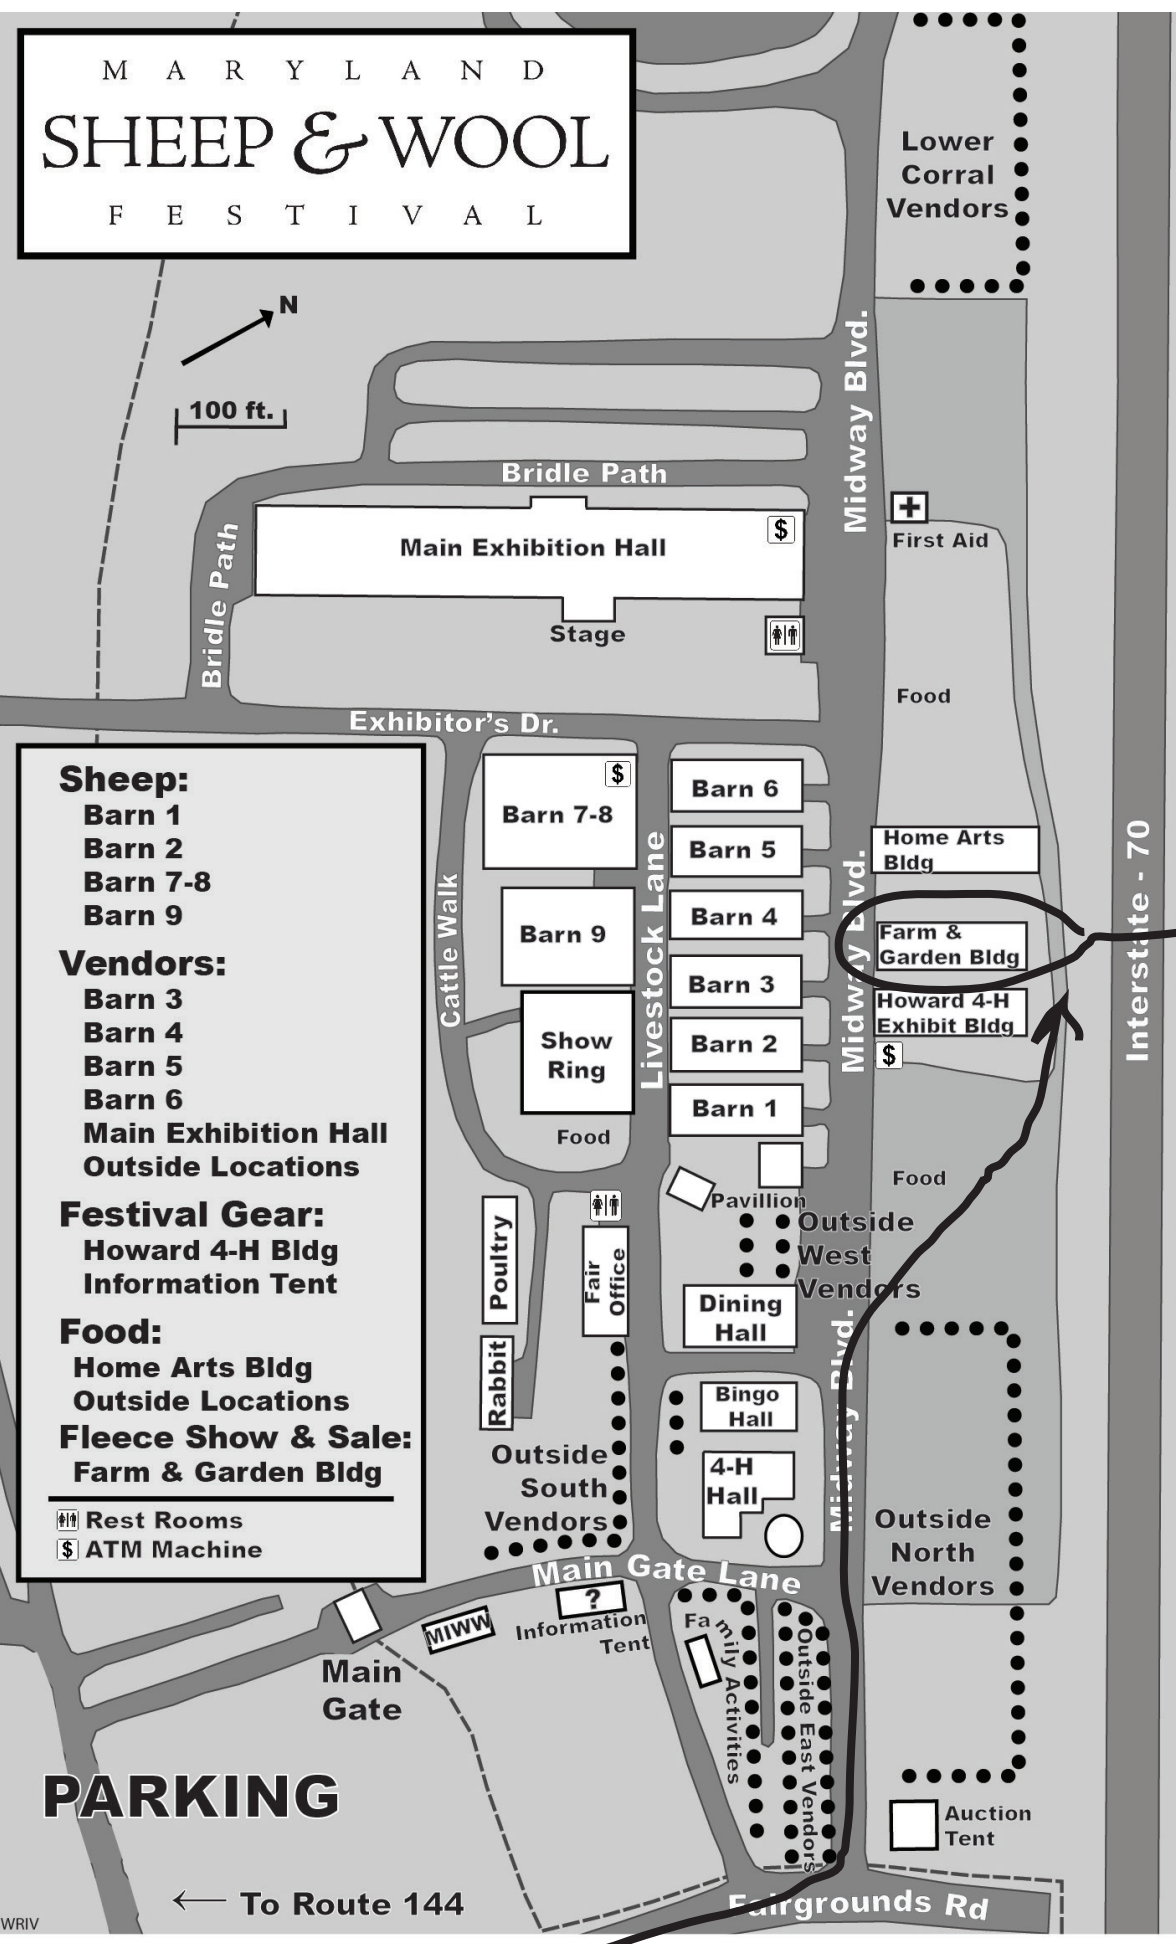 MARYLAND
SHEEP & WOOL
FESTIVAL
Lower
Corral
Vendors
N
100 ft.
Midway Blvd.
Bridle Path
Main Exhibition Hall
$
First Aid
Bridle Path
Stage
Food
Exhibitor's Dr.
Sheep:
Barn 1
Barn 2
Barn 7-8
Barn 9
Vendors:
Barn 3
Barn 4
Barn 5
Barn 6
Main Exhibition Hall
Outside Locations
Festival Gear:
Howard 4-H Bldg
Information Tent
Food:
Home Arts Bldg
Outside Locations
Fleece Show & Sale:
Farm & Garden Bldg
Rest Rooms
$ ATM Machine
$
Barn 7-8
Barn 6
Barn 5
Home Arts
Bldg
Cattle Walk
Livestock Lane
Midway Blvd.
Interstate - 70
Barn 9
Barn 4
Farm &
Garden Bldg
Barn 3
Howard 4-H
Exhibit Bldg
Show
Ring
Barn 2
$
Barn 1
Food
Food
Pavillion
Outside
West
Vendors
Poultry
Fair
Office
Dining
Hall
Rabbit
Midway Blvd.
Bingo
Hall
Outside
South
Vendors
4-H
Hall
Outside
North
Vendors
Main Gate Lane
?
MIWW
Information
Tent
Family Activities
Outside East Vendors
Main
Gate
PARKING
Auction
Tent
← To Route 144
Fairgrounds Rd
WRIV